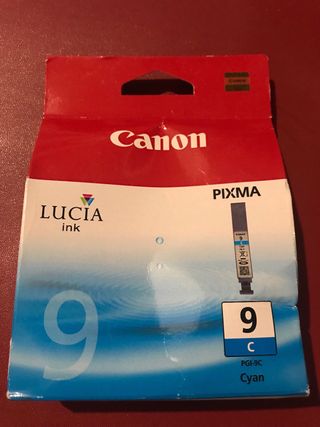 Canon
PIXMA
LUCIA
ink
9
9
C
PGI-9C
Cyan